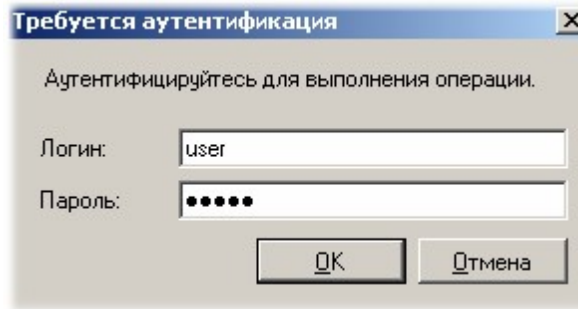 Требуется аутентификация
Аутентифицируйтесь для выполнения операции.
Логин: user
Пароль: •••••
OK Отмена